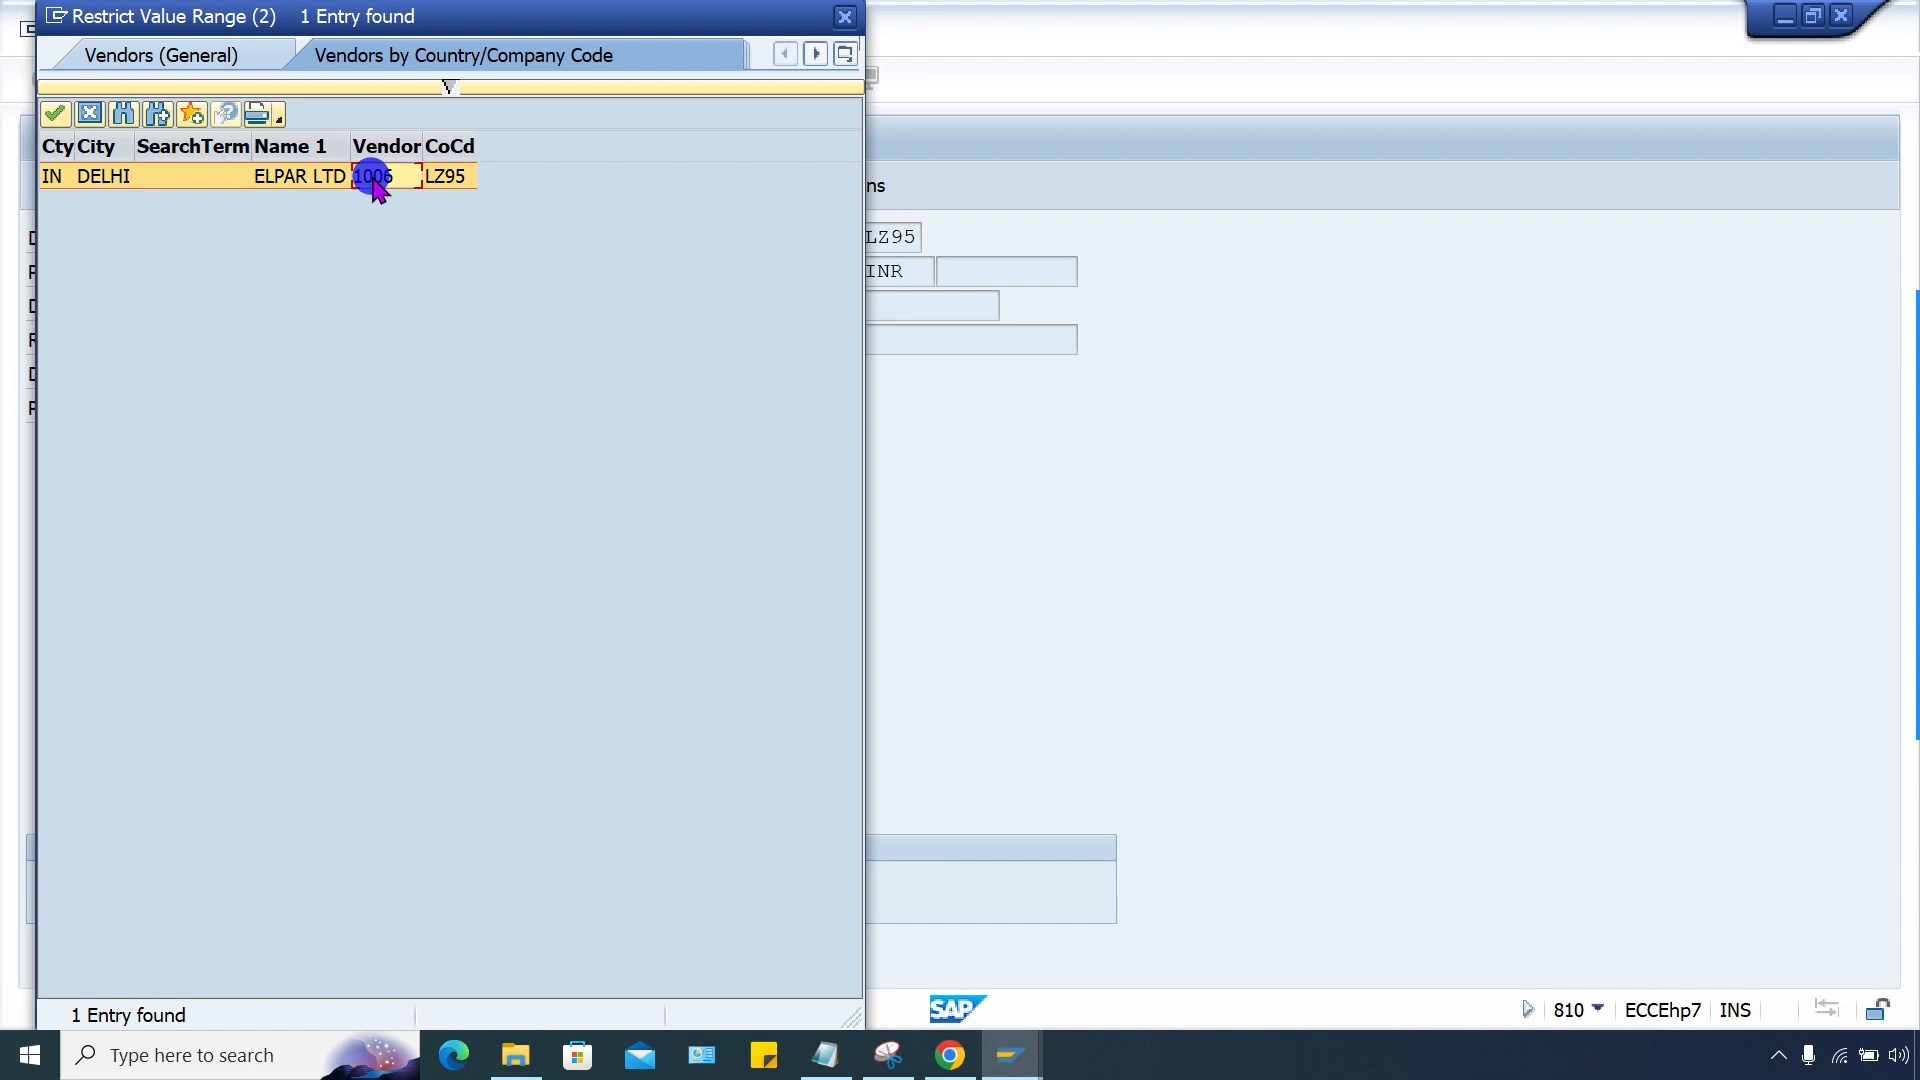 Restrict Value Range (2) 1 Entry found
Vendors (General) Vendors by Country/Company Code
Cty City SearchTerm Name 1 Vendor CoCd
IN DELHI ELPAR LTD 1006 LZ95
ns
LZ95
INR
1 Entry found
SAP 810 ECCEhp7 INS
Type here to search